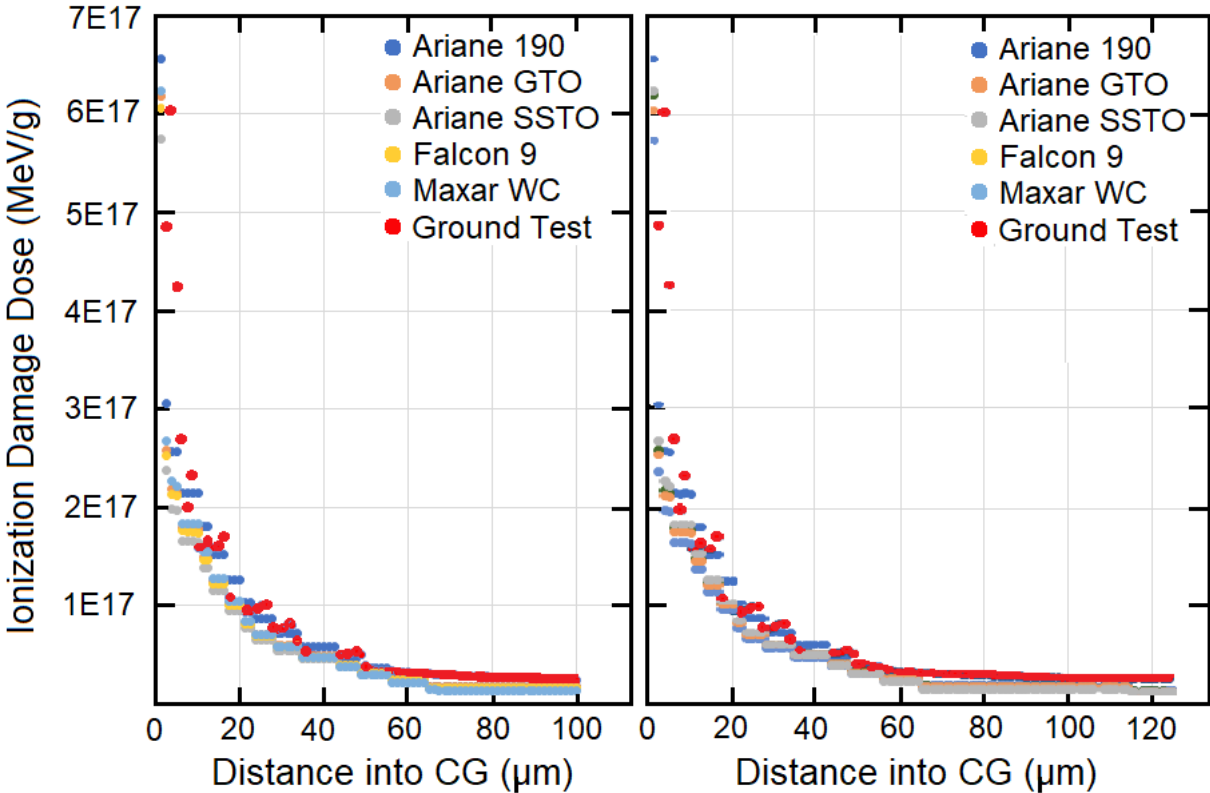 Ionization Damage Dose (MeV/g)
7E17
6E17
5E17
4E17
3E17
2E17
1E17
Ariane 190
Ariane GTO
Ariane SSTO
Falcon 9
Maxar WC
Ground Test
0 20 40 60 80 100
Distance into CG (μm)
Ariane 190
Ariane GTO
Ariane SSTO
Falcon 9
Maxar WC
Ground Test
0 20 40 60 80 100 120
Distance into CG (μm)